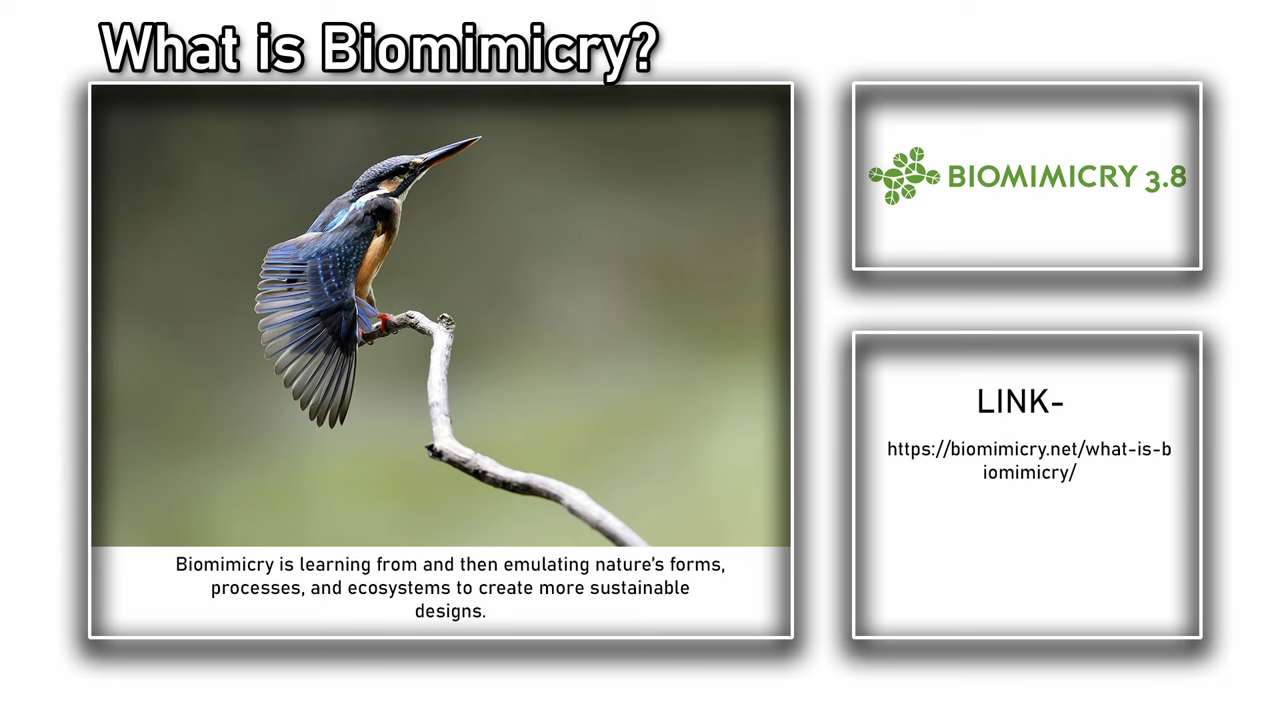 What is Biomimicry?
BIOMIMICRY 3.8
Biomimicry is learning from and then emulating nature's forms,
processes, and ecosystems to create more sustainable
designs.
LINK-
https://biomimicry.net/what-is-b
iomimicry/